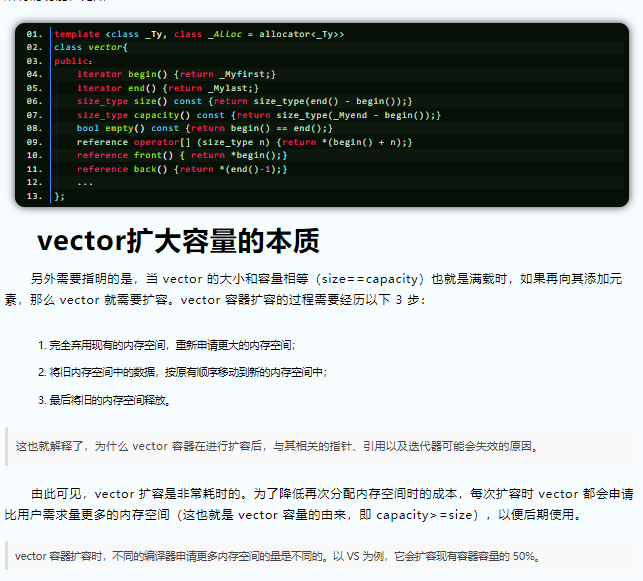 01. template <class _Ty, class _Alloc = allocator<_Ty>>
02. class vector{
03. public:
04.     iterator begin() {return _Myfirst;}
05.     iterator end() {return _Mylast;}
06.     size_type size() const {return size_type(end() - begin());}
07.     size_type capacity() const {return size_type(_Myend - begin());}
08.     bool empty() const {return begin() == end();}
09.     reference operator[] (size_type n) {return *(begin() + n);}
10.     reference front() { return *begin();}
11.     reference back() {return *(end()-1);}
12.     ...
13. };
vector扩大容量的本质
另外需要指明的是，当 vector 的大小和容量相等（size==capacity）也就是满载时，如果再向其添加元
素，那么 vector 就需要扩容。vector 容器扩容的过程需要经历以下 3 步：
1. 完全弃用现有的内存空间，重新申请更大的内存空间；
2. 将旧内存空间中的数据，按原有顺序移动到新的内存空间中；
3. 最后将旧的内存空间释放。
这也就解释了，为什么 vector 容器在进行扩容后，与其相关的指针、引用以及迭代器可能会失效的原因。
由此可见，vector 扩容是非常耗时的。为了降低再次分配内存空间时的成本，每次扩容时 vector 都会申请
比用户需求量更多的内存空间（这也就是 vector 容量的由来，即 capacity>=size），以便后期使用。
vector 容器扩容时，不同的编译器申请更多内存空间的量是不同的。以 VS 为例，它会扩容现有容器容量的 50%。